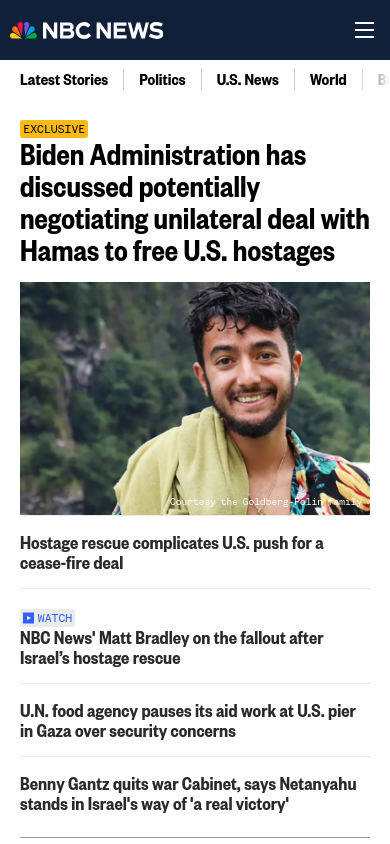 NBC NEWS
Latest Stories
Politics
U.S. News
World
EXCLUSIVE
Biden Administration has
discussed potentially
negotiating unilateral deal with
Hamas to free U.S. hostages
Courtesy the Goldberg-Polin Family
Hostage rescue complicates U.S. push for a
cease-fire deal
WATCH
NBC News' Matt Bradley on the fallout after
Israel’s hostage rescue
U.N. food agency pauses its aid work at U.S. pier
in Gaza over security concerns
Benny Gantz quits war Cabinet, says Netanyahu
stands in Israel's way of 'a real victory'